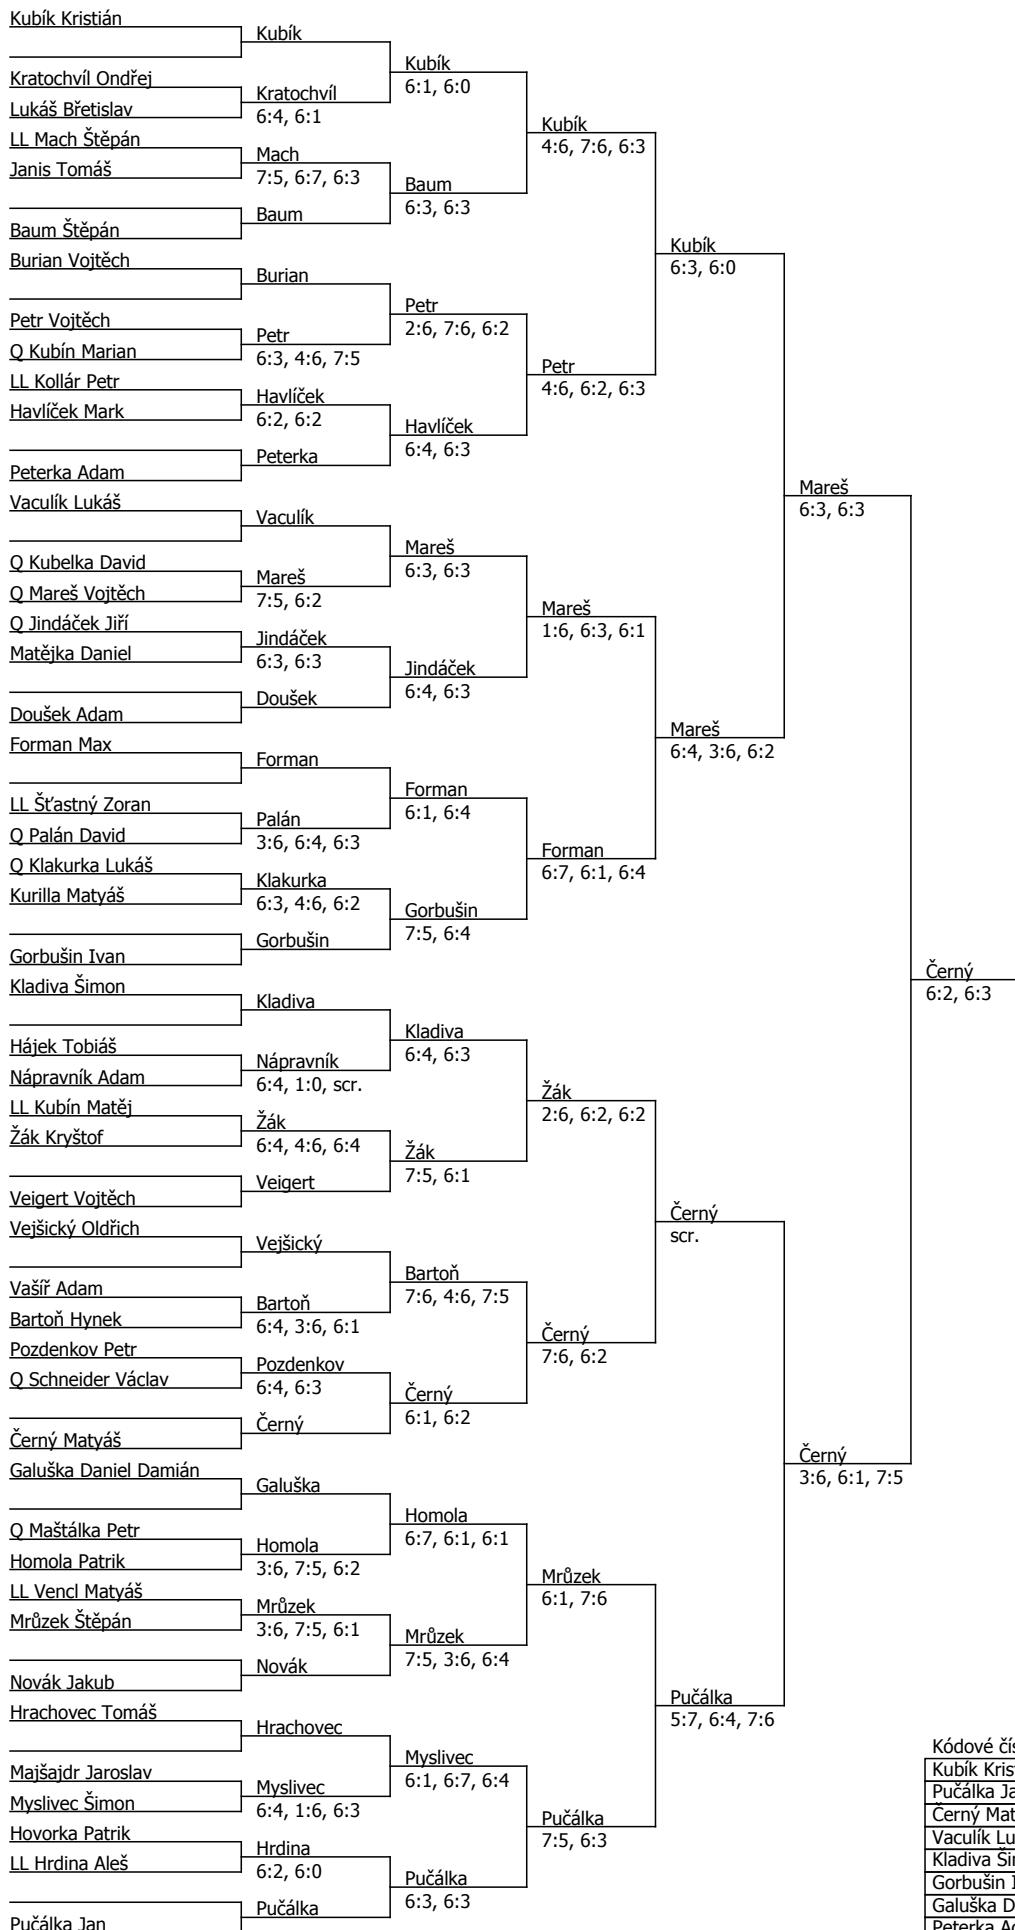 Kubík Kristián
Kratochvíl Ondřej
Lukáš Břetislav
LL Mach Štěpán
Janis Tomáš
Baum Štěpán
Burian Vojtěch
Petr Vojtěch
Q Kubín Marian
LL Kollár Petr
Havlíček Mark
Peterka Adam
Vaculík Lukáš
Q Kubelka David
Q Mareš Vojtěch
Q Jindáček Jiří
Matějka Daniel
Doušek Adam
Forman Max
LL Šťastný Zoran
Q Palán David
Q Klakurka Lukáš
Kurilla Matyáš
Gorbušin Ivan
Kladiva Šimon
Hájek Tobiáš
Nápravník Adam
LL Kubín Matěj
Žák Kryštof
Veigert Vojtěch
Vejšický Oldřich
Vašíř Adam
Bartoň Hynek
Pozdenkov Petr
Q Schneider Václav
Černý Matyáš
Galuška Daniel Damián
Q Maštálka Petr
Homola Patrik
LL Vencl Matyáš
Mrůzek Štěpán
Novák Jakub
Hrachovec Tomáš
Majšajdr Jaroslav
Myslivec Šimon
Hovorka Patrik
LL Hrdina Aleš
Pučálka Jan
Kubík
Kratochvíl
6:4, 6:1
Mach
7:5, 6:7, 6:3
Baum
Burian
Petr
6:3, 4:6, 7:5
Havlíček
6:2, 6:2
Peterka
Vaculík
Mareš
7:5, 6:2
Jindáček
6:3, 6:3
Doušek
Forman
Palán
3:6, 6:4, 6:3
Klakurka
6:3, 4:6, 6:2
Gorbušin
Kladiva
Nápravník
6:4, 1:0, scr.
Žák
6:4, 4:6, 6:4
Veigert
Vejšický
Bartoň
6:4, 3:6, 6:1
Pozdenkov
6:4, 6:3
Černý
Galuška
Homola
3:6, 7:5, 6:2
Mrůzek
3:6, 7:5, 6:1
Novák
Hrachovec
Myslivec
6:4, 1:6, 6:3
Hrdina
6:2, 6:0
Pučálka
Kubík
6:1, 6:0
Baum
6:3, 6:3
Petr
2:6, 7:6, 6:2
Havlíček
6:4, 6:3
Mareš
6:3, 6:3
Jindáček
6:4, 6:3
Forman
6:1, 6:4
Gorbušin
7:5, 6:4
Kladiva
6:4, 6:3
Žák
7:5, 6:1
Bartoň
7:6, 4:6, 7:5
Černý
6:1, 6:2
Homola
6:7, 6:1, 6:1
Mrůzek
7:5, 3:6, 6:4
Myslivec
6:1, 6:7, 6:4
Pučálka
6:3, 6:3
Kubík
4:6, 7:6, 6:3
Petr
4:6, 6:2, 6:3
Mareš
1:6, 6:3, 6:1
Forman
6:7, 6:1, 6:4
Žák
2:6, 6:2, 6:2
Černý
7:6, 6:2
Mrůzek
6:1, 7:6
Pučálka
7:5, 6:3
Kubík
6:3, 6:0
Mareš
6:4, 3:6, 6:2
Černý
scr.
Pučálka
5:7, 6:4, 7:6
Mareš
6:3, 6:3
Černý
3:6, 6:1, 7:5
Černý
6:2, 6:3
Kódové čís
Kubík Kris
Pučálka Ja
Černý Mat
Vaculík Lu
Kladiva Ši
Gorbušin
Galuška D
Peterka Ad